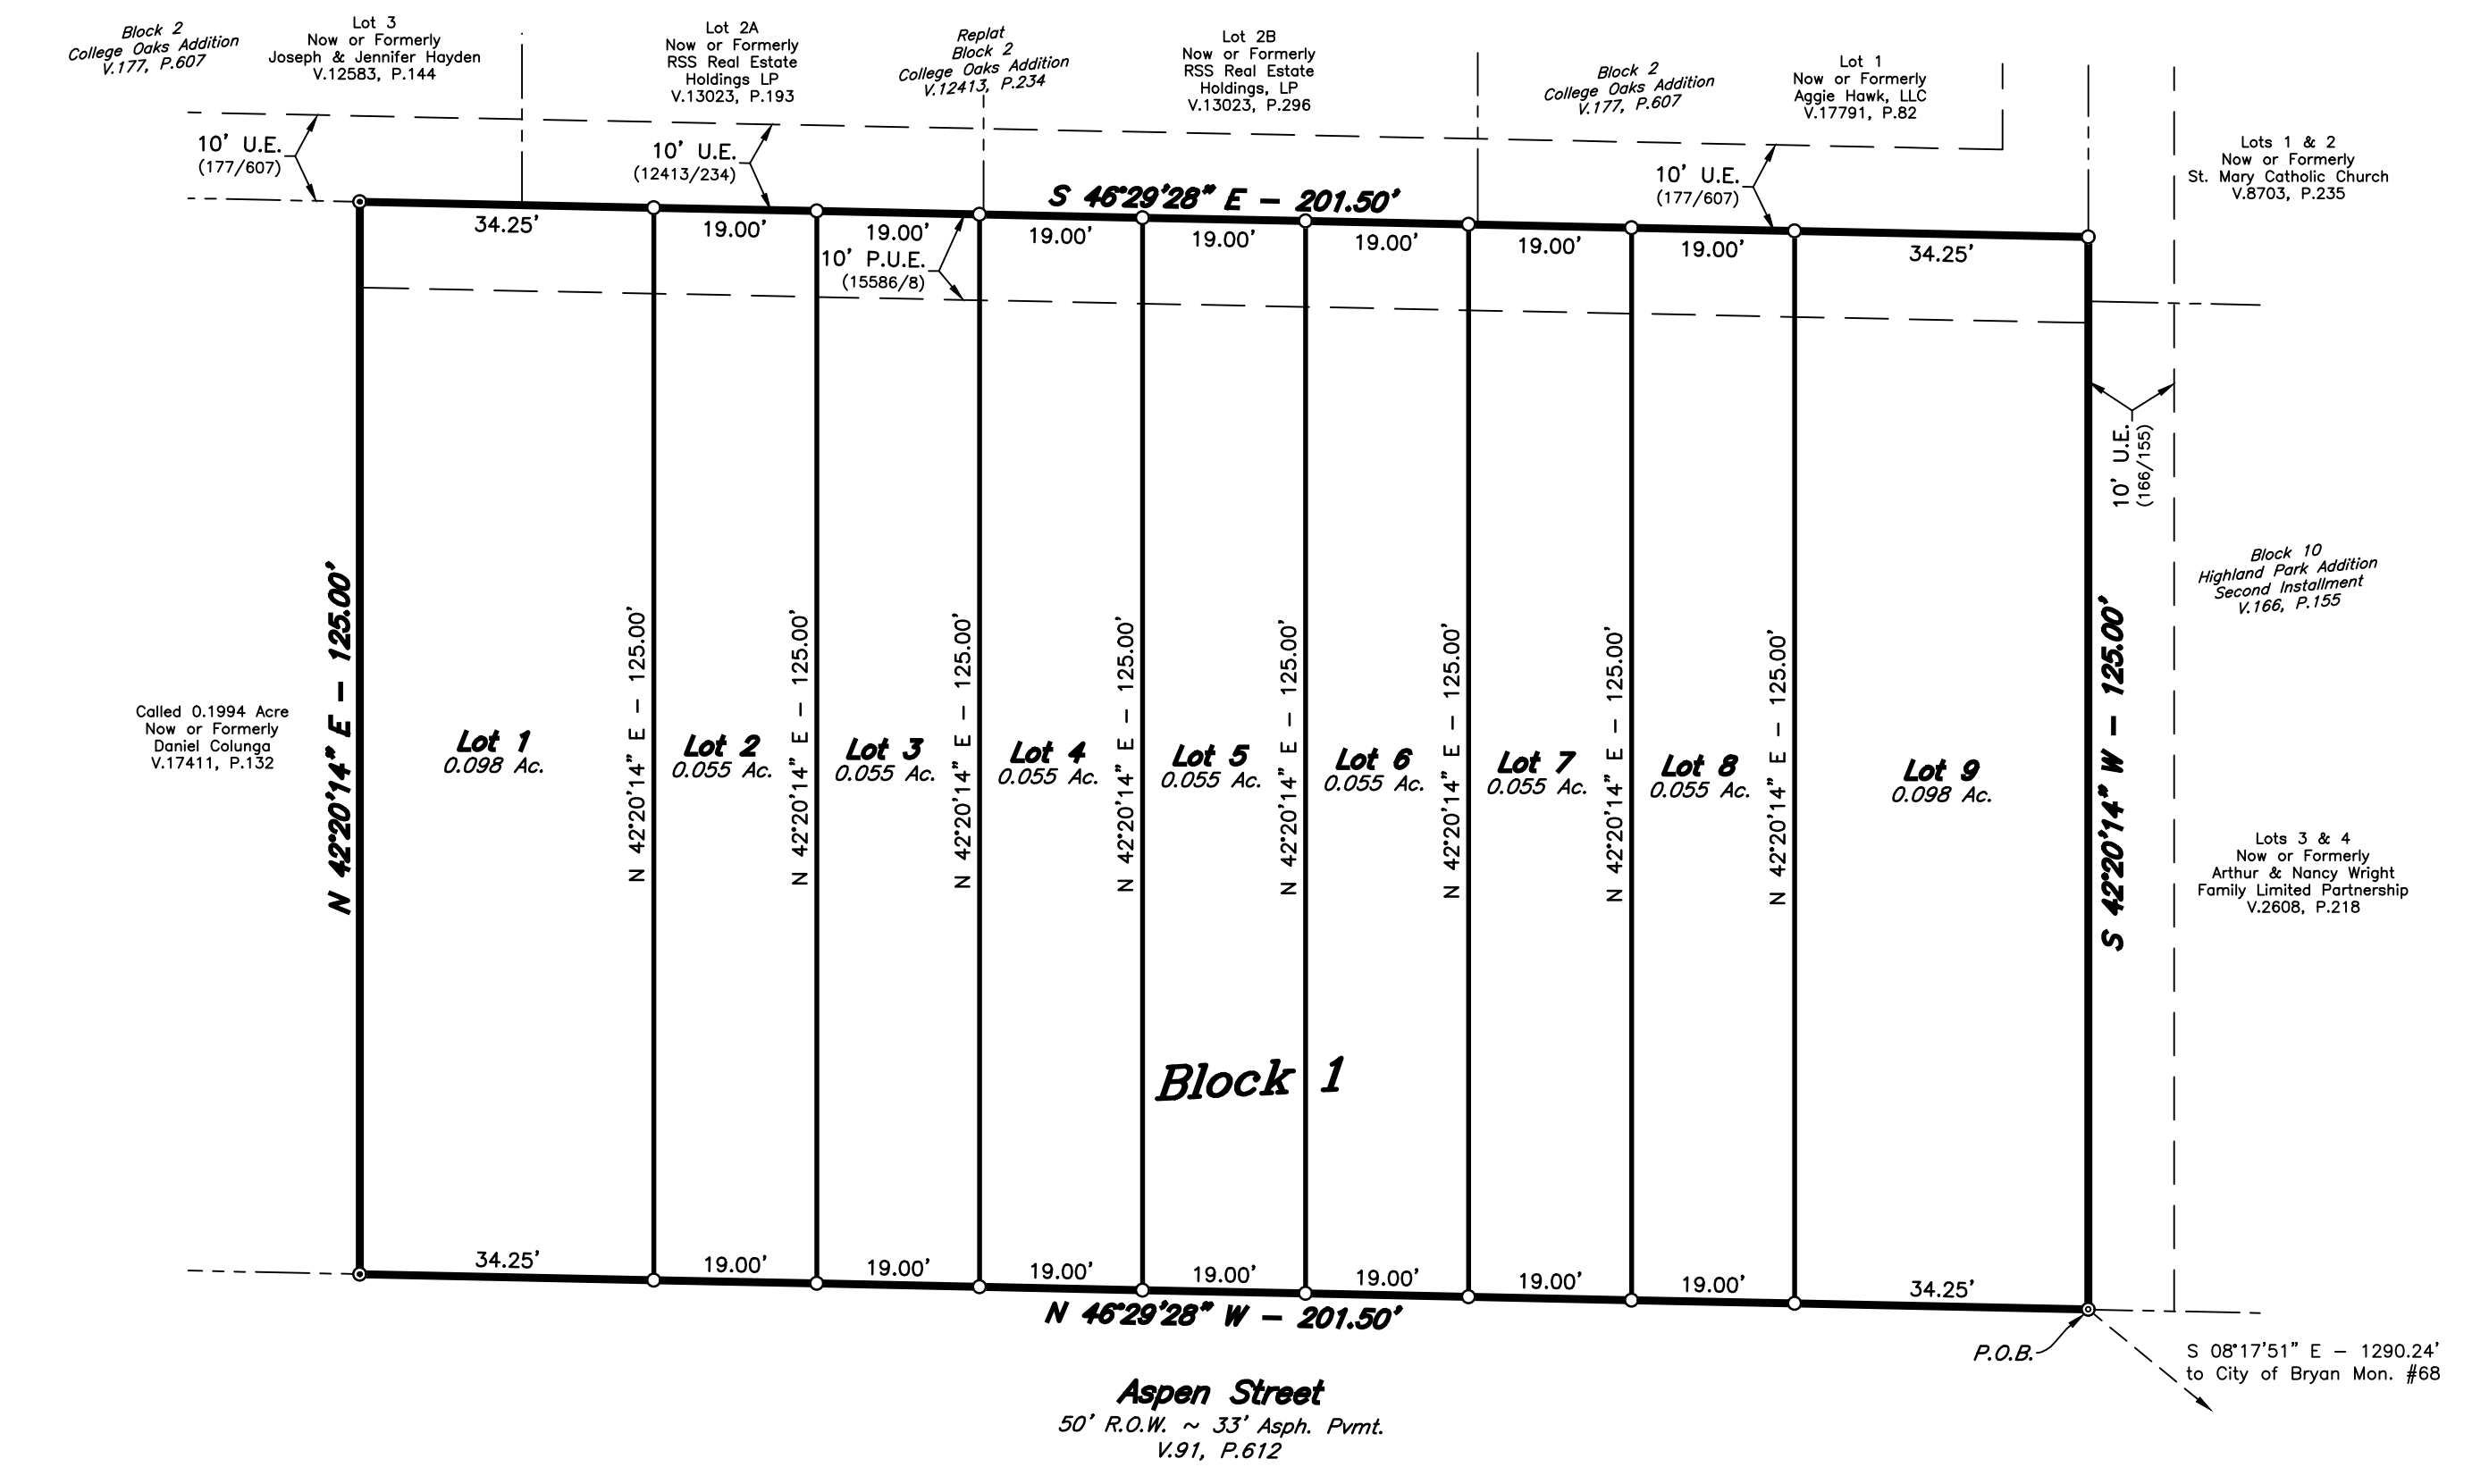 Block 2
College Oaks Addition
V.177, P.607
Lot 3
Now or Formerly
Joseph & Jennifer Hayden
V.12583, P.144
Lot 2A
Now or Formerly
RSS Real Estate
Holdings LP
V.13023, P.193
Replat
Block 2
College Oaks Addition
V.12413, P.234
Lot 2B
Now or Formerly
RSS Real Estate
Holdings, LP
V.13023, P.296
Block 2
College Oaks Addition
V.177, P.607
Lot 1
Now or Formerly
Aggie Hawk, LLC
V.17791, P.82
Lots 1 & 2
Now or Formerly
St. Mary Catholic Church
V.8703, P.235
10' U.E.
(177/607)
10' U.E.
(12413/234)
10' U.E.
(177/607)
S 46°29'28" E - 201.50'
34.25'
19.00'
19.00'
19.00'
19.00'
19.00'
19.00'
19.00'
34.25'
10' P.U.E.
(15586/8)
10' U.E.
(166/155)
Block 10
Highland Park Addition
Second Installment
V.166, P.155
Called 0.1994 Acre
Now or Formerly
Daniel Colunga
V.17411, P.132
N 42°20'14" E - 125.00'
Lot 1
0.098 Ac.
N 42°20'14" E - 125.00'
Lot 2
0.055 Ac.
N 42°20'14" E - 125.00'
Lot 3
0.055 Ac.
N 42°20'14" E - 125.00'
Lot 4
0.055 Ac.
N 42°20'14" E - 125.00'
Lot 5
0.055 Ac.
N 42°20'14" E - 125.00'
Lot 6
0.055 Ac.
N 42°20'14" E - 125.00'
Lot 7
0.055 Ac.
N 42°20'14" E - 125.00'
Lot 8
0.055 Ac.
N 42°20'14" E - 125.00'
Lot 9
0.098 Ac.
S 42°20'14" W - 125.00'
Lots 3 & 4
Now or Formerly
Arthur & Nancy Wright
Family Limited Partnership
V.2608, P.218
Block 1
34.25'
19.00'
19.00'
19.00'
19.00'
19.00'
19.00'
19.00'
34.25'
N 46°29'28" W - 201.50'
P.O.B.
S 08°17'51" E - 1290.24'
to City of Bryan Mon. #68
Aspen Street
50' R.O.W. ~ 33' Asph. Pvmt.
V.91, P.612